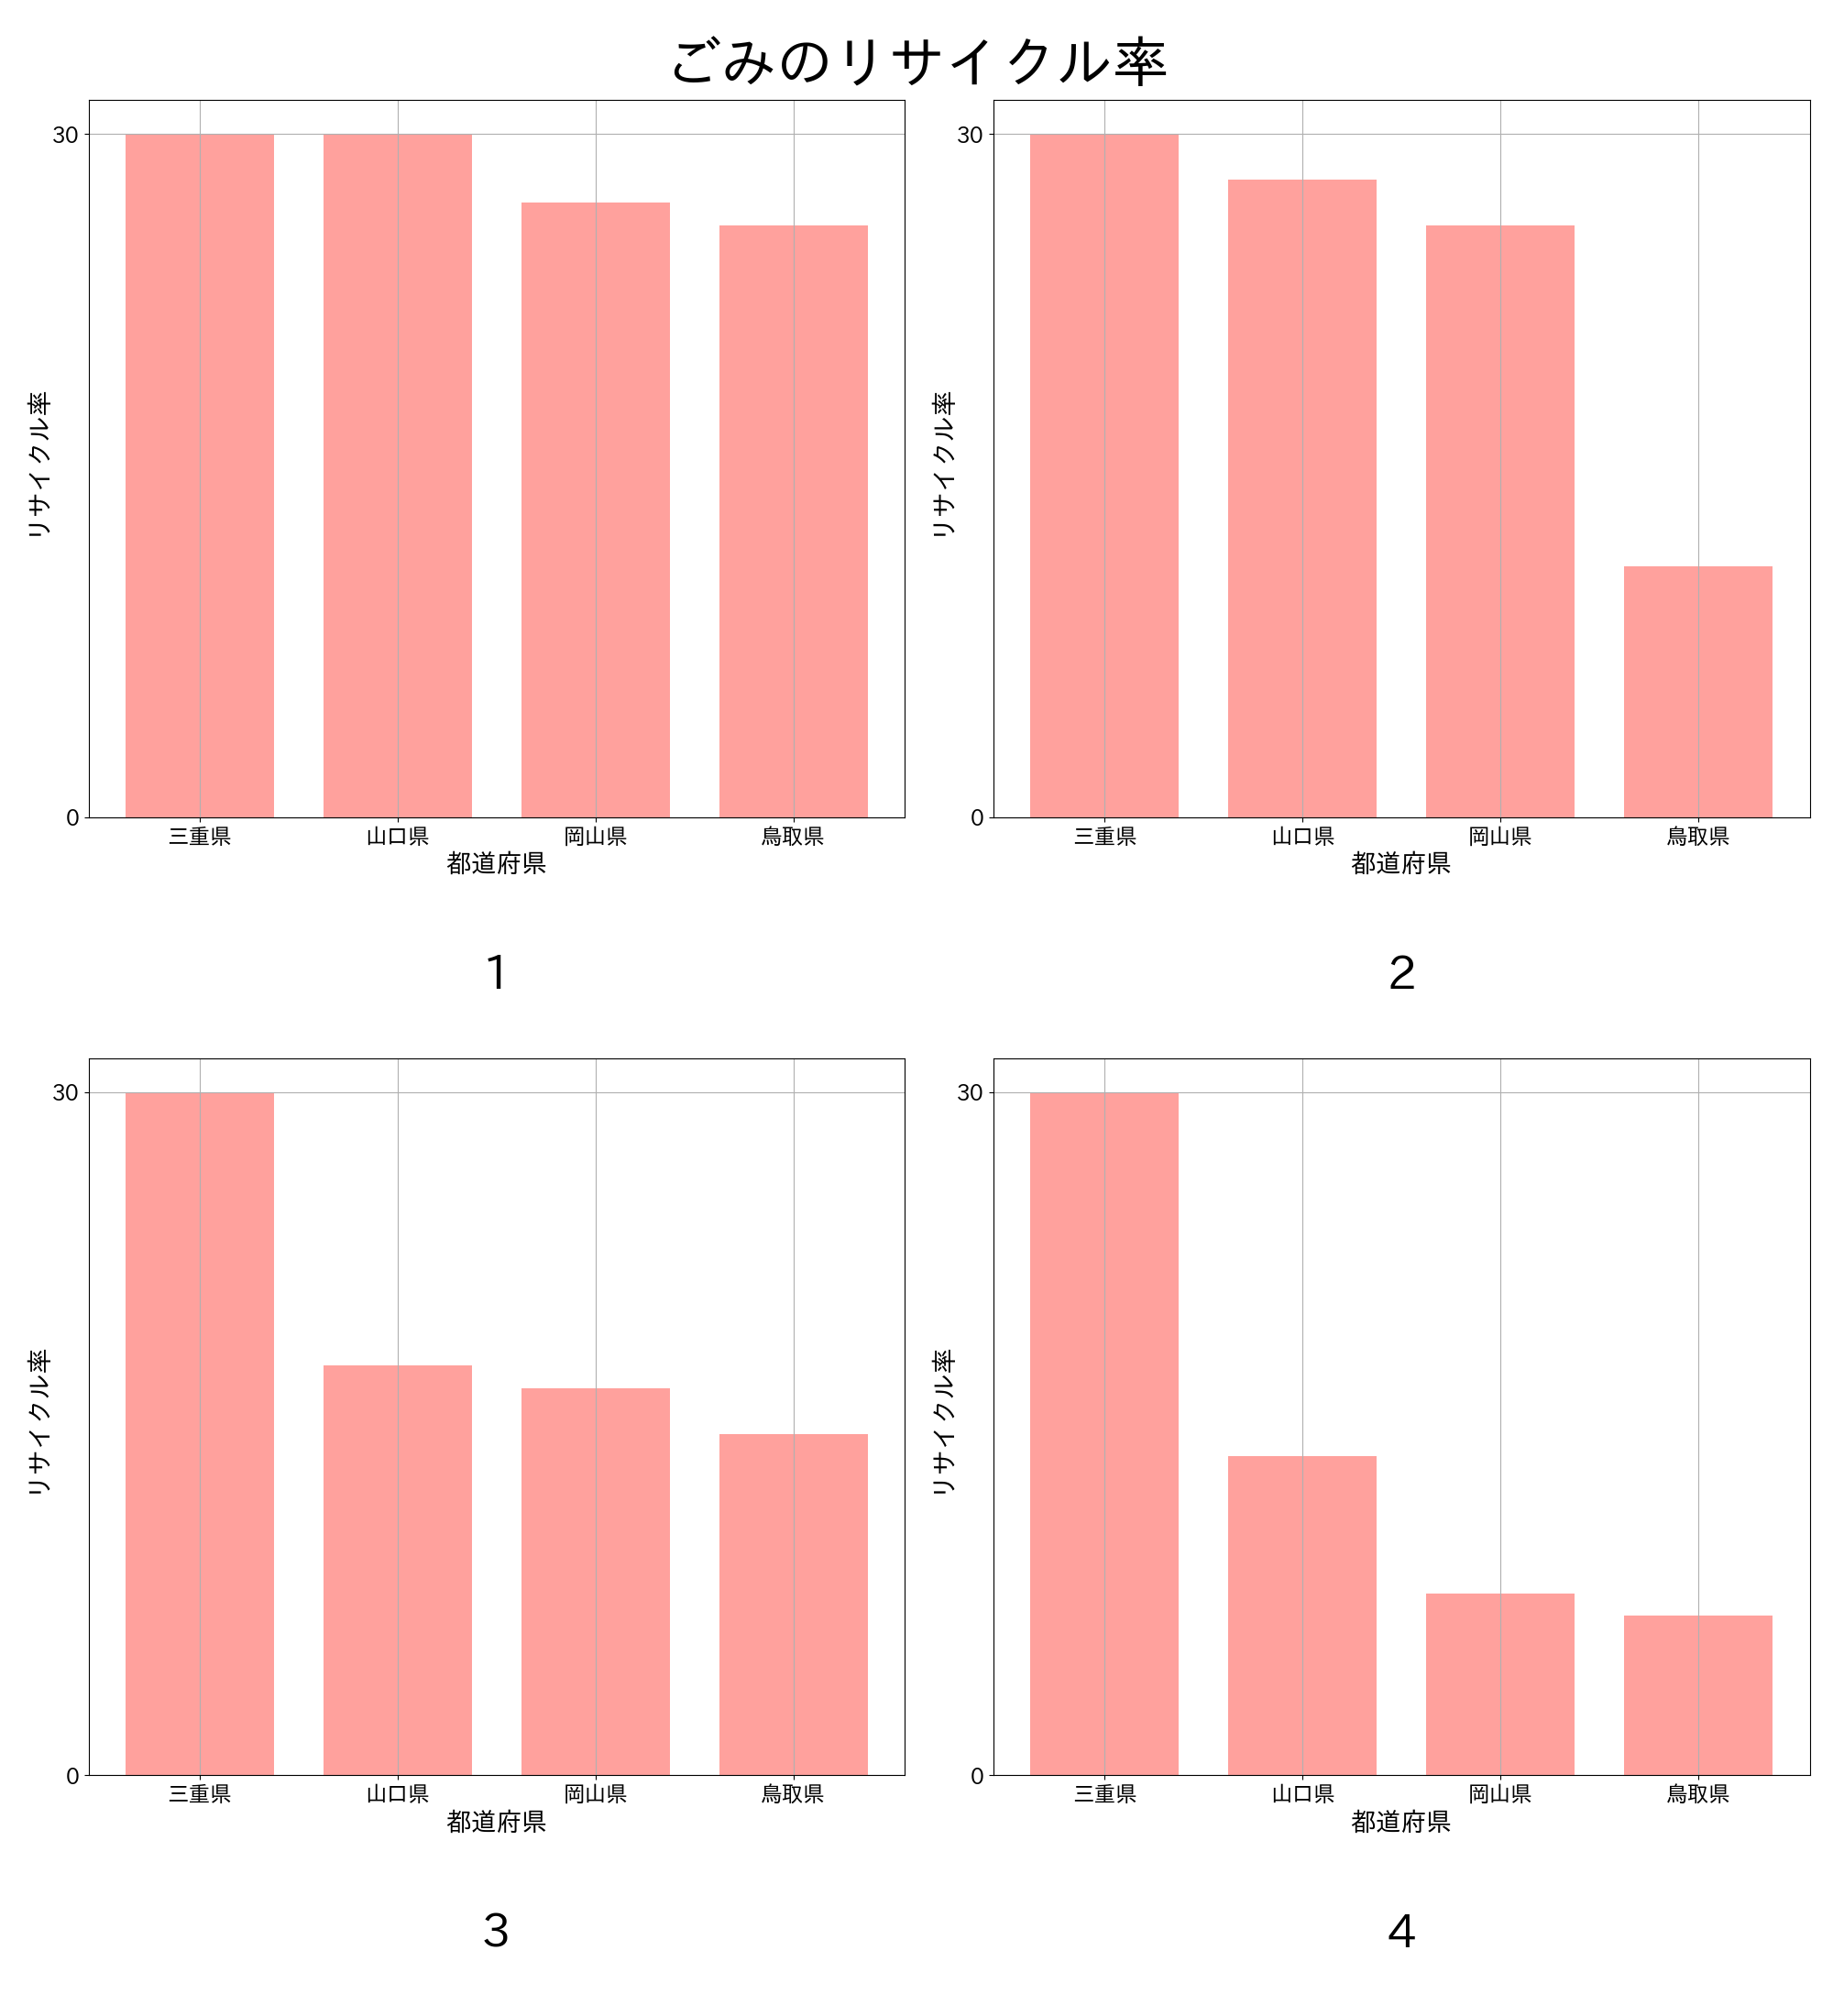 ごみのリサイクル率
30
0
リサイクル率
三重県 山口県 岡山県 鳥取県
都道府県
1
30
0
リサイクル率
三重県 山口県 岡山県 鳥取県
都道府県
2
30
0
リサイクル率
三重県 山口県 岡山県 鳥取県
都道府県
3
30
0
リサイクル率
三重県 山口県 岡山県 鳥取県
都道府県
4